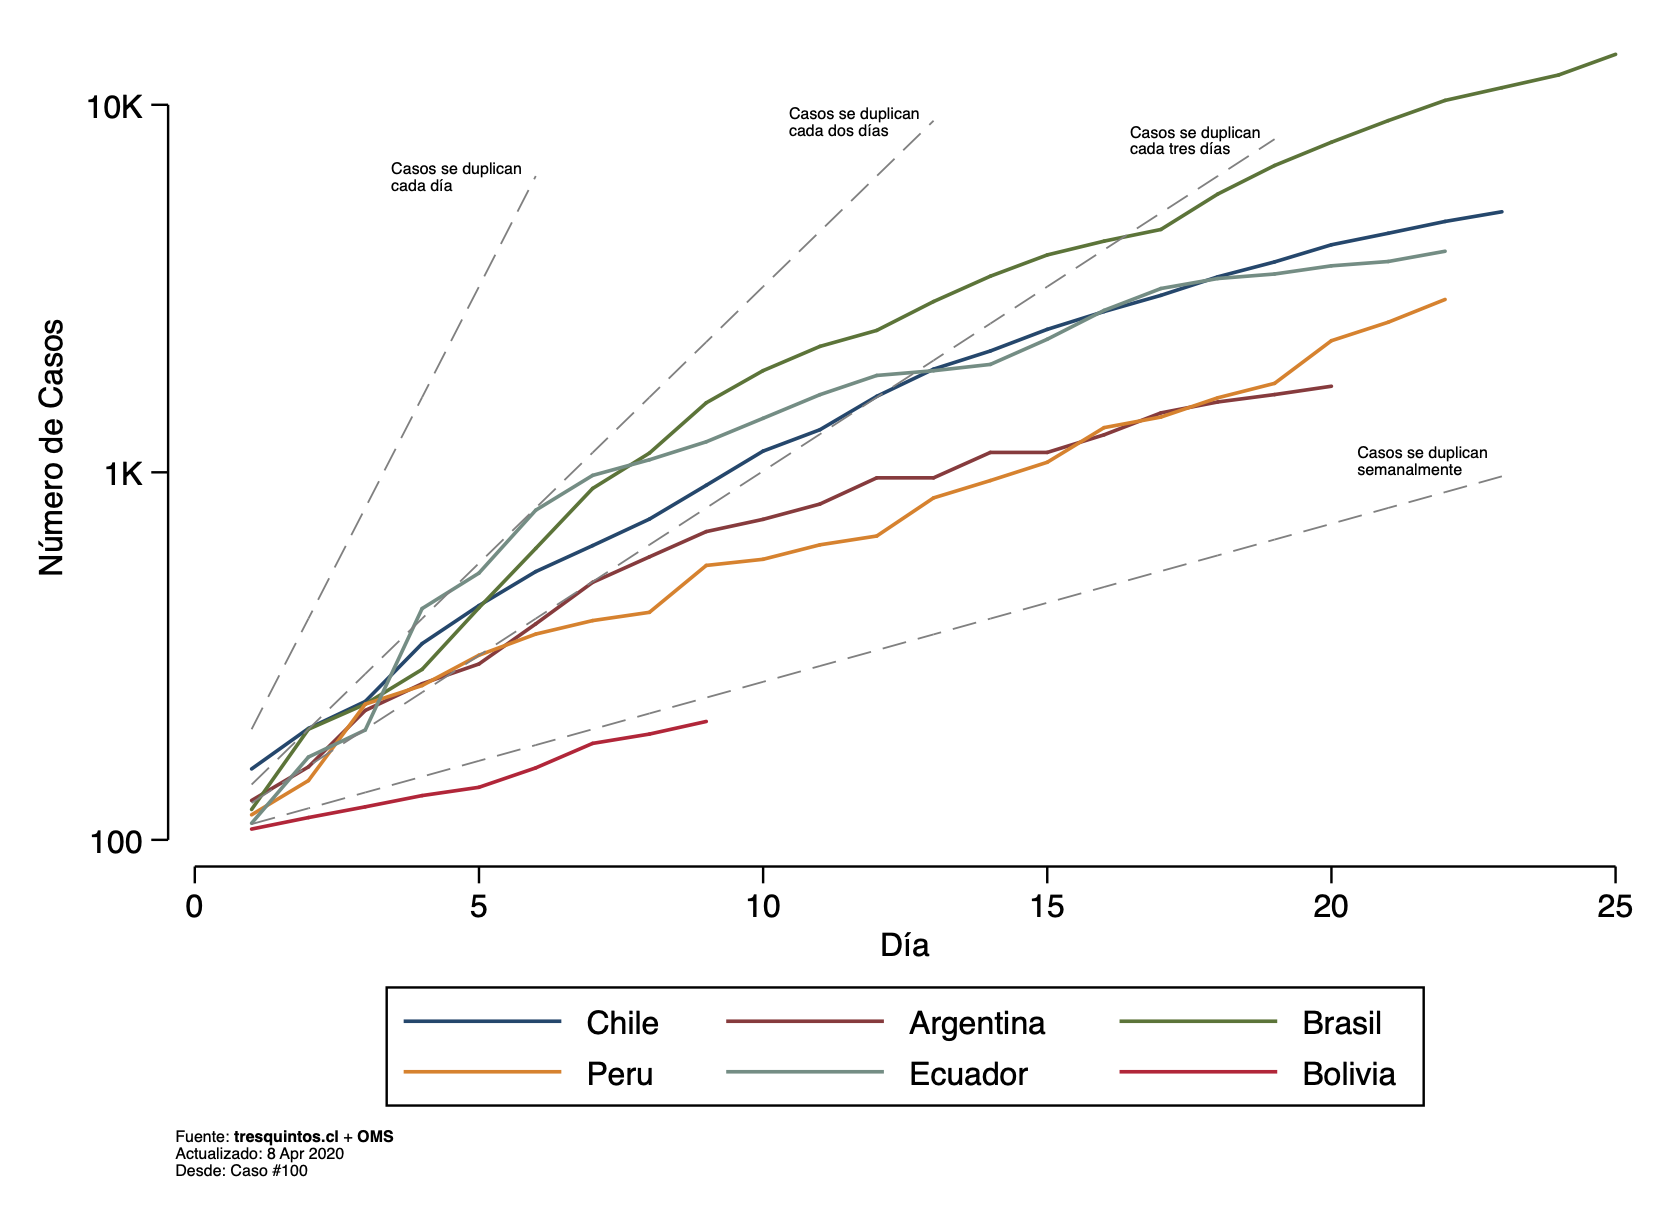 10K
1K
100
Número de Casos
Casos se duplican
cada día
Casos se duplican
cada dos días
Casos se duplican
cada tres días
Casos se duplican
semanalmente
0 5 10 15 20 25
Día
Chile Argentina Brasil
Peru Ecuador Bolivia
Fuente: tresquintos.cl + OMS
Actualizado: 8 Apr 2020
Desde: Caso #100